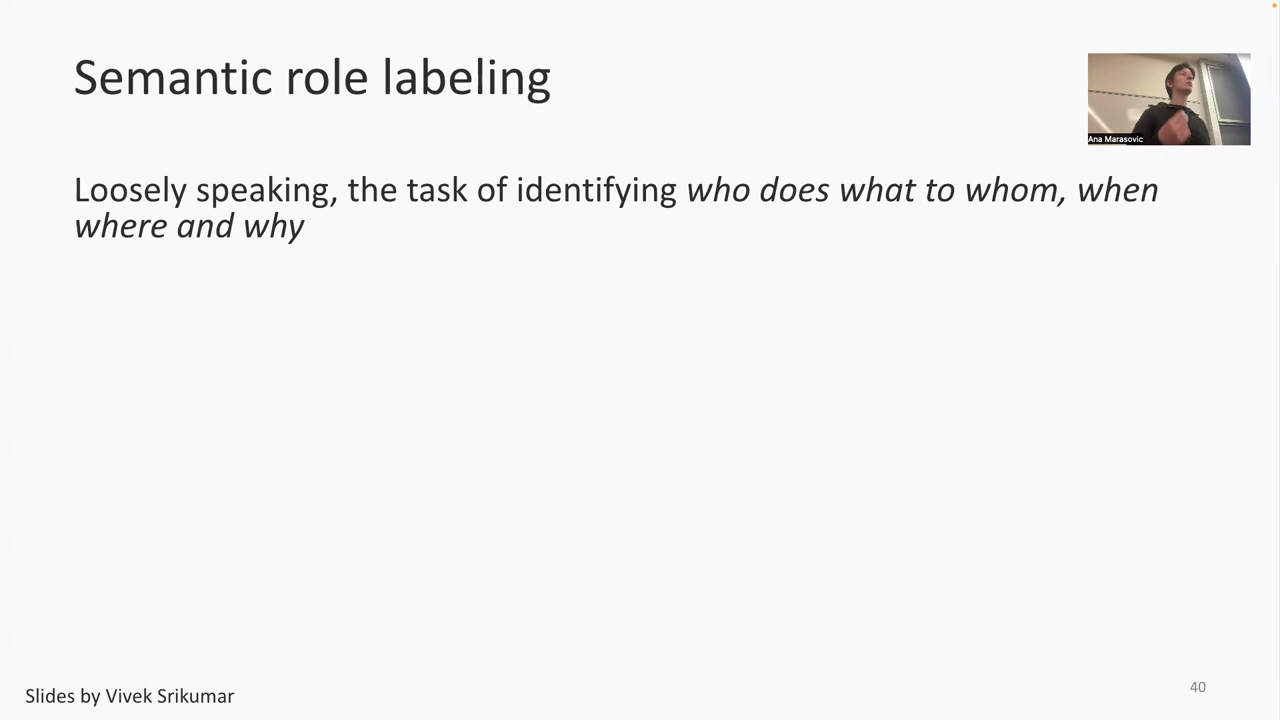 Semantic role labeling
Ana Marasovic
Loosely speaking, the task of identifying who does what to whom, when
where and why
Slides by Vivek Srikumar
40